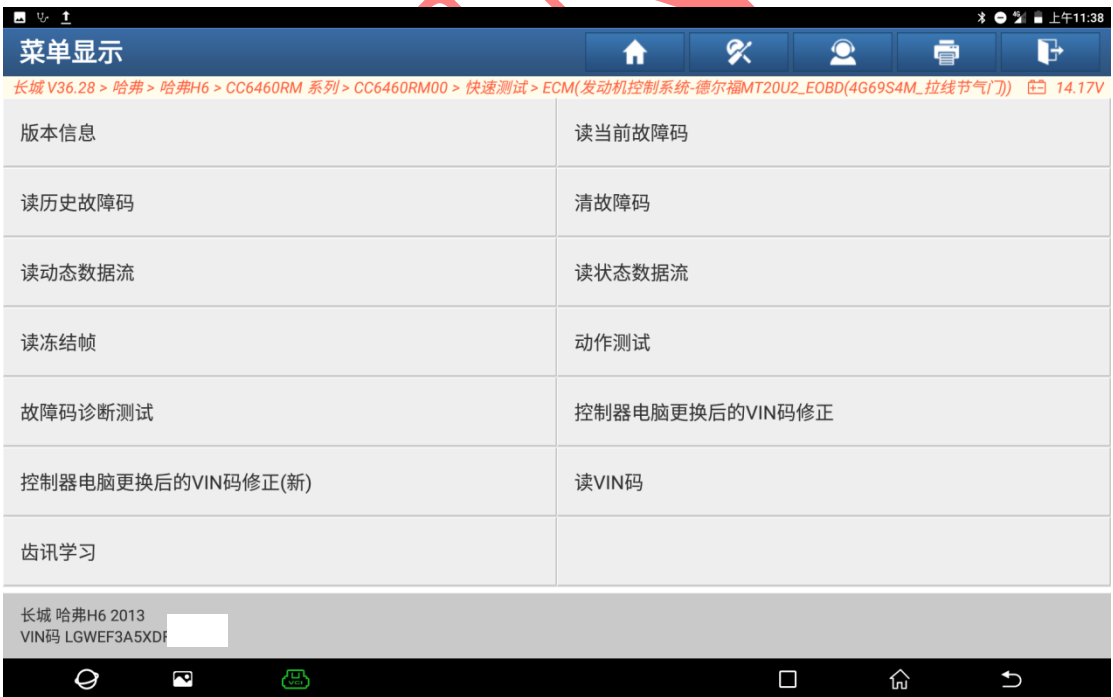 上午11:38
菜单显示
长城 V36.28 > 哈弗 > 哈弗H6 > CC6460RM 系列 > CC6460RM00 > 快速测试 > ECM(发动机控制系统-德尔福MT20U2_EOBD(4G69S4M_拉线节气门)) 14.17V
版本信息
读当前故障码
读历史故障码
清故障码
读动态数据流
读状态数据流
读冻结帧
动作测试
故障码诊断测试
控制器电脑更换后的VIN码修正
控制器电脑更换后的VIN码修正(新)
读VIN码
齿讯学习
长城 哈弗H6 2013
VIN码 LGWEF3A5XDF